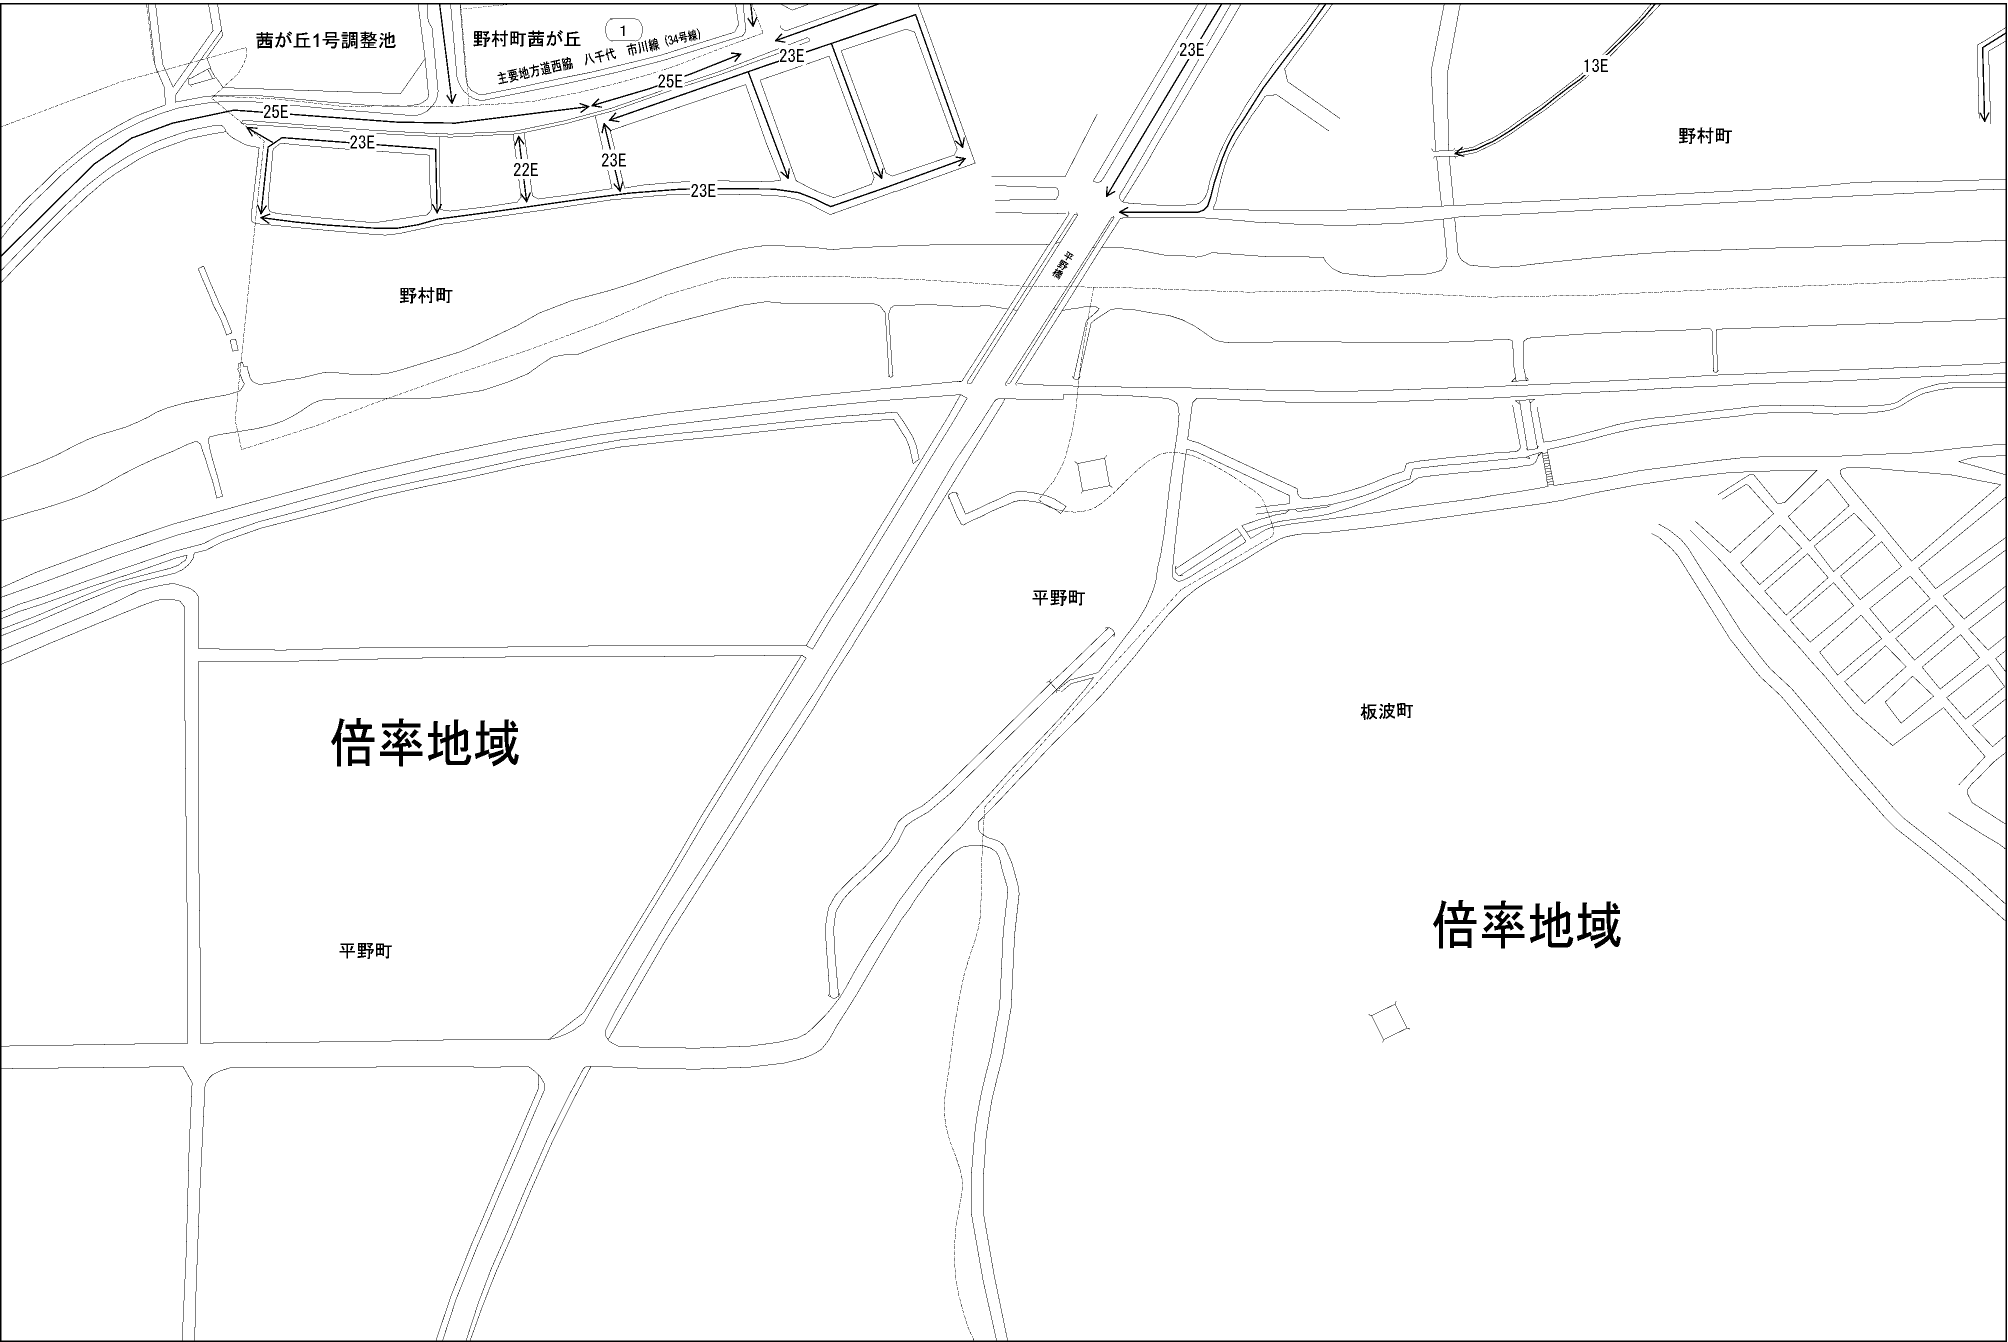 茜が丘1号調整池
野村町茜が丘
1
主要地方道西脇 八千代 市川線 (34号線)
23E
23E
13E
25E
25E
野村町
23E
23E
22E
23E
平野橋
野村町
平野町
板波町
倍率地域
倍率地域
平野町